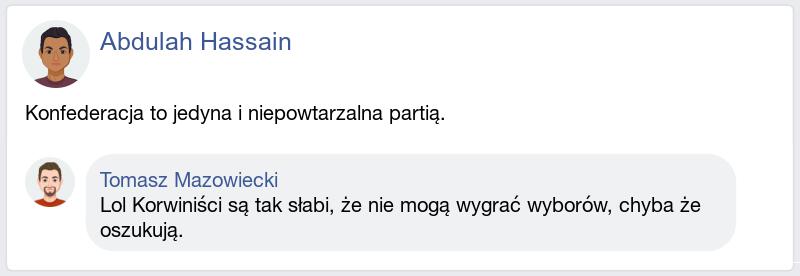 Abdulah Hassain
Konfederacja to jedyna i niepowtarzalna partią.
Tomasz Mazowiecki
Lol Korwiniści są tak słabi, że nie mogą wygrać wyborów, chyba że
oszukują.